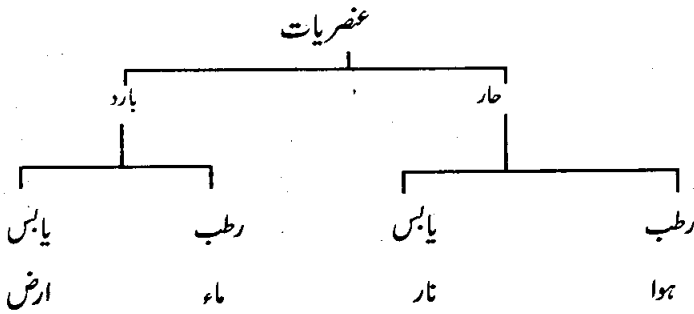 عنصریات
حار بارد
رطب یابس رطب یابس
ہوا نار ماء ارض